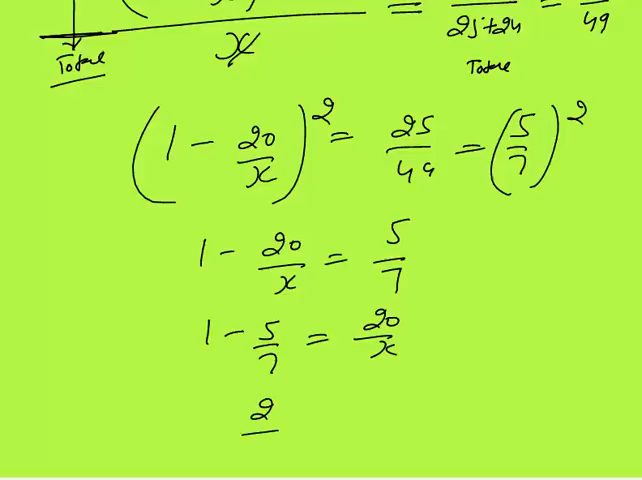 x = 25+24 = 49
Total Total
(1 - 20/x)² = 25/49 = (5/7)²
1 - 20/x = 5/7
1 - 5/7 = 20/x
2